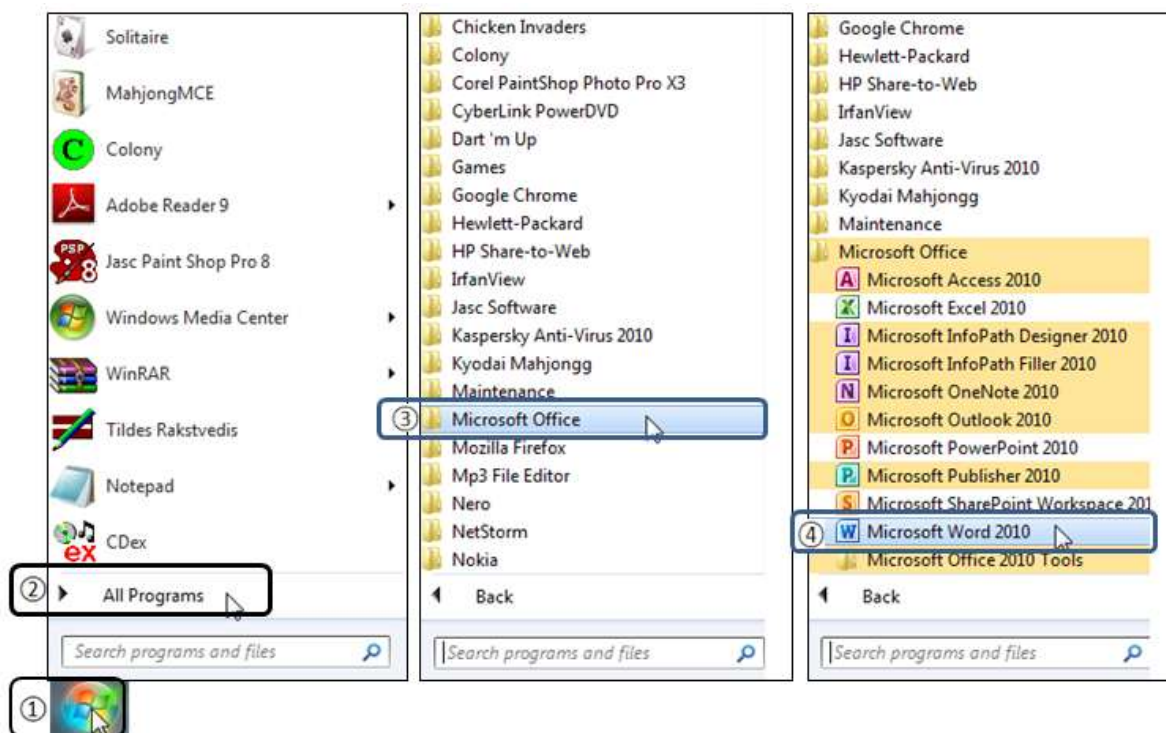 Solitaire
MahjongMCE
C
Colony
Adobe Reader 9
PSP
8
Jasc Paint Shop Pro 8
Windows Media Center
WinRAR
Tildes Rakstvedis
Notepad
ex
CDex
② All Programs
Search programs and files
①
Chicken Invaders
Colony
Corel PaintShop Photo Pro X3
CyberLink PowerDVD
Dart 'm Up
Games
Google Chrome
Hewlett-Packard
HP Share-to-Web
IrfanView
Jasc Software
Kaspersky Anti-Virus 2010
Kyodai Mahjongg
Maintenance
③ Microsoft Office
Mozilla Firefox
Mp3 File Editor
Nero
NetStorm
Nokia
Back
Search programs and files
Google Chrome
Hewlett-Packard
HP Share-to-Web
IrfanView
Jasc Software
Kaspersky Anti-Virus 2010
Kyodai Mahjongg
Maintenance
Microsoft Office
A Microsoft Access 2010
X Microsoft Excel 2010
I Microsoft InfoPath Designer 2010
I Microsoft InfoPath Filler 2010
N Microsoft OneNote 2010
O Microsoft Outlook 2010
P Microsoft PowerPoint 2010
P Microsoft Publisher 2010
S Microsoft SharePoint Workspace 201
④ W Microsoft Word 2010
Microsoft Office 2010 Tools
Back
Search programs and files